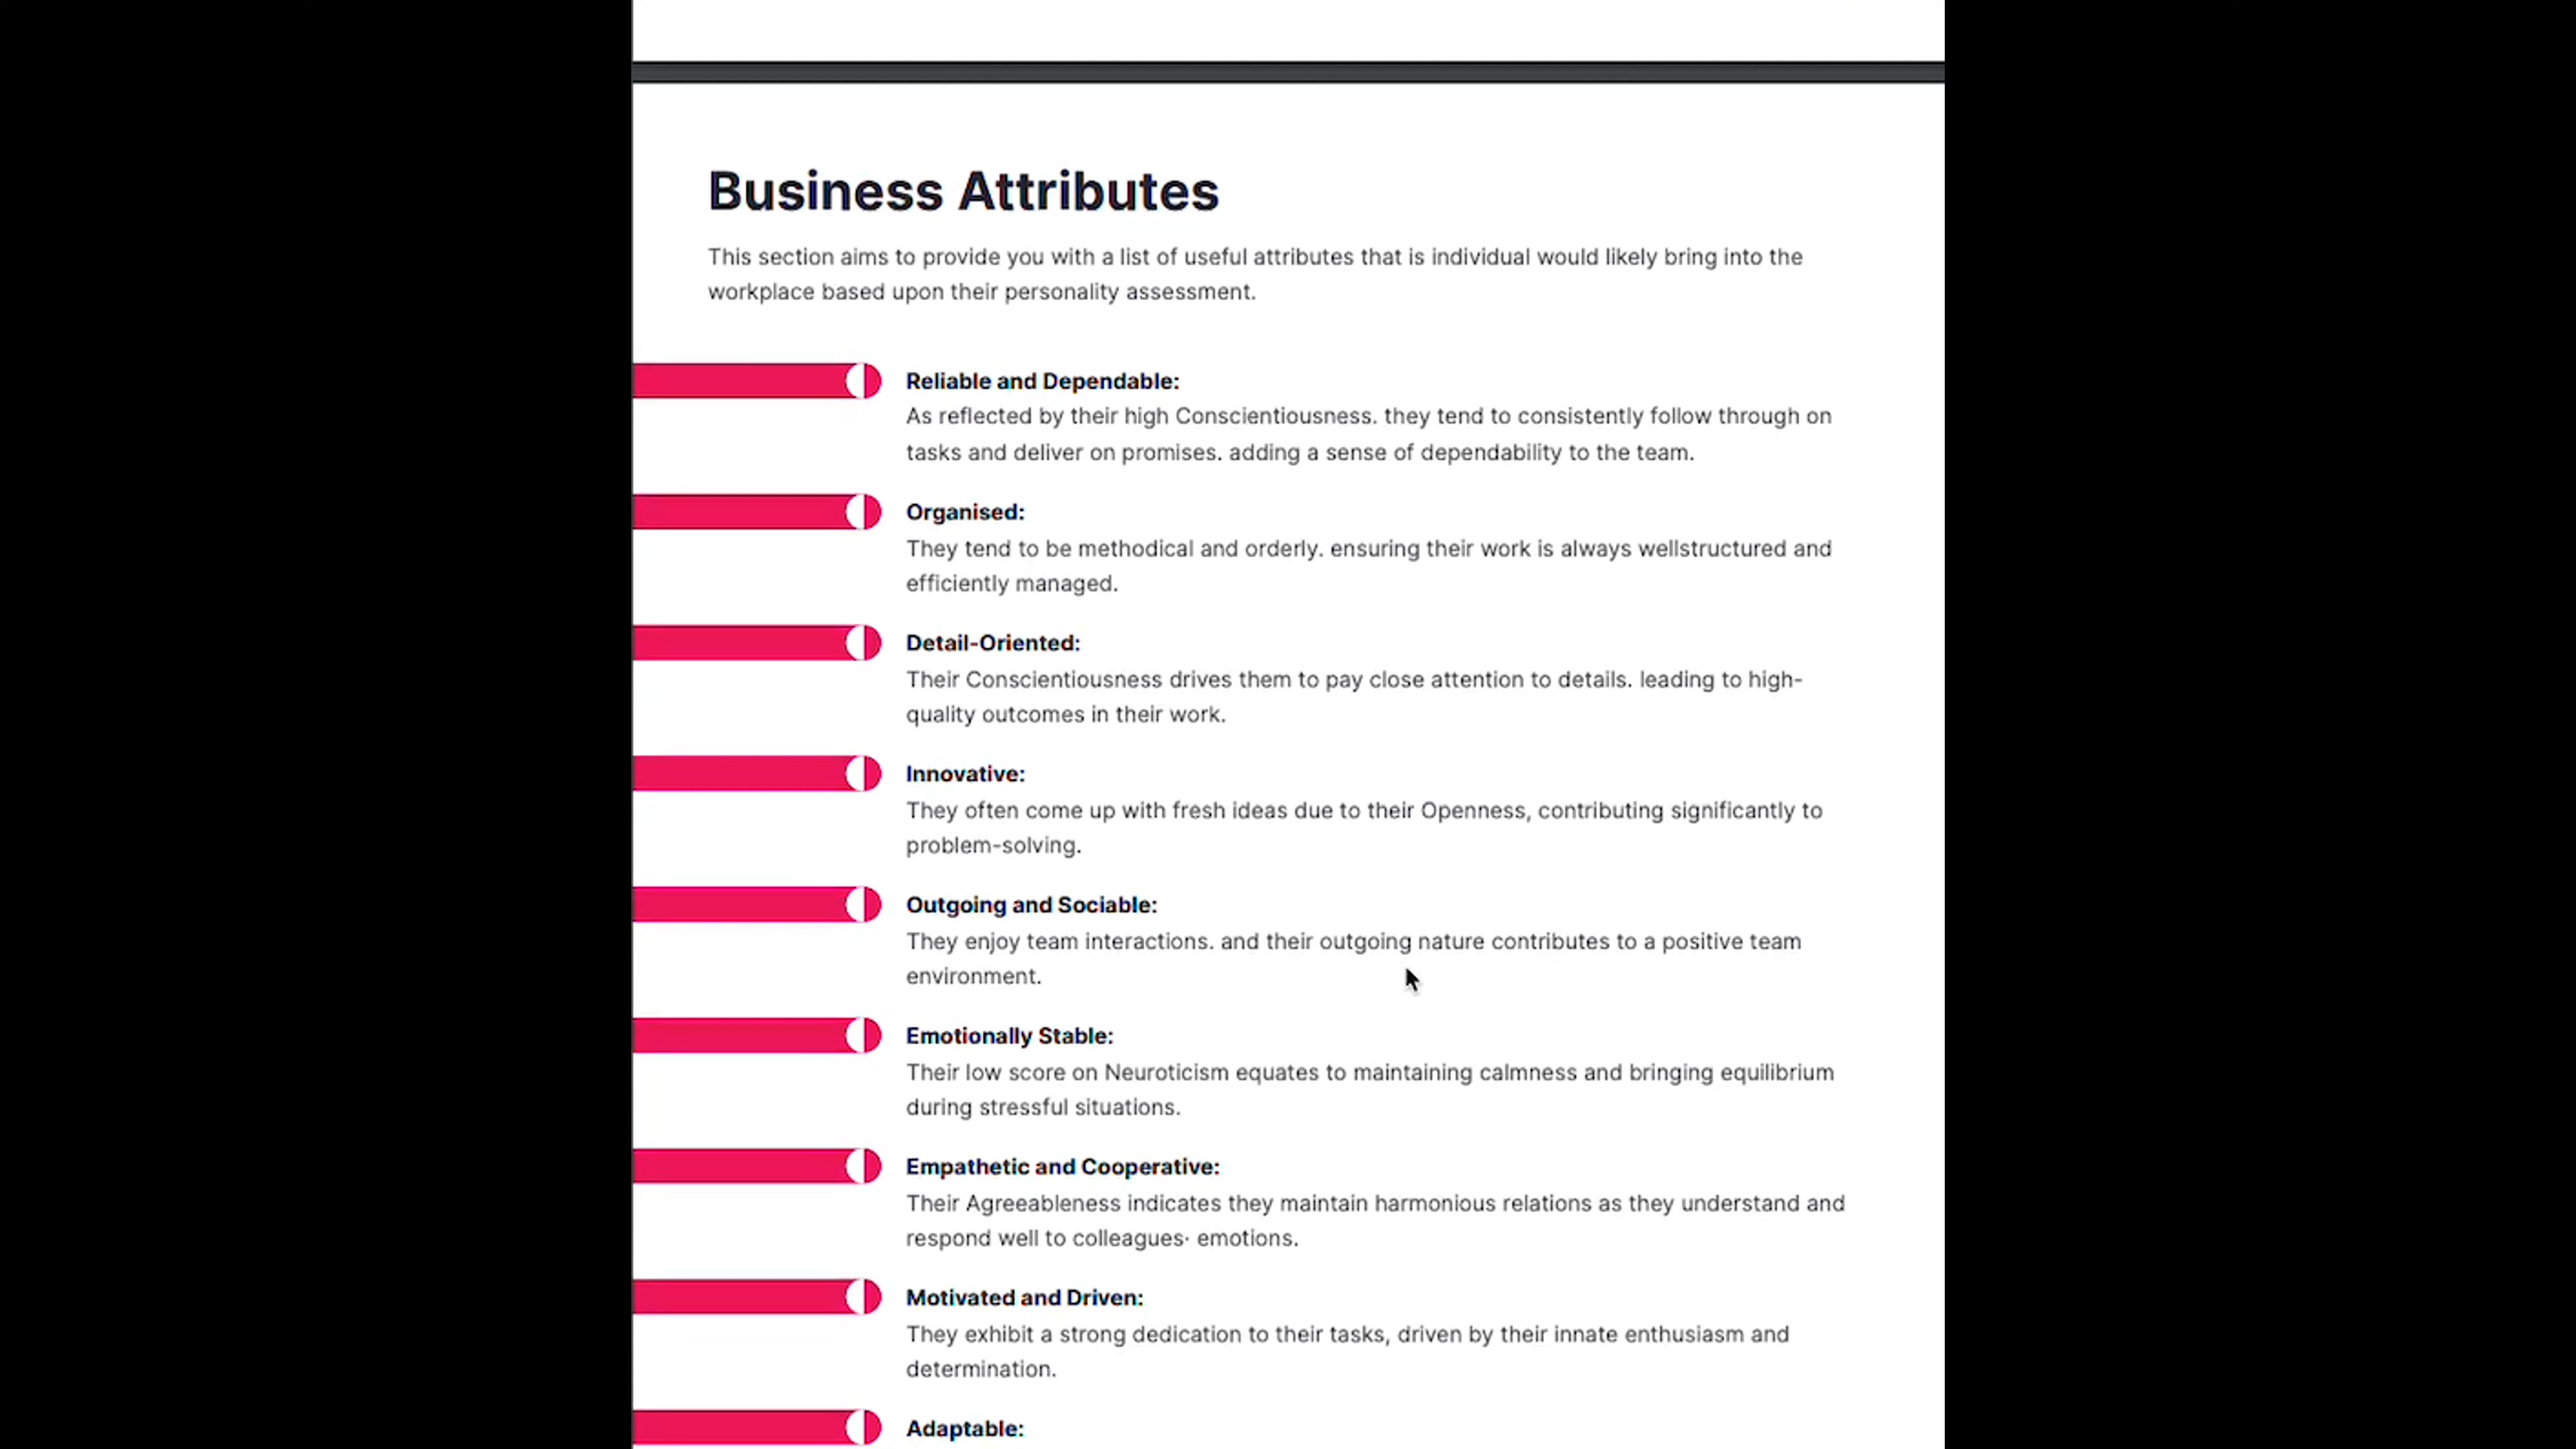 Business Attributes
This section aims to provide you with a list of useful attributes that is individual would likely bring into the
workplace based upon their personality assessment.
Reliable and Dependable:
As reflected by their high Conscientiousness. they tend to consistently follow through on
tasks and deliver on promises. adding a sense of dependability to the team.
Organised:
They tend to be methodical and orderly. ensuring their work is always wellstructured and
efficiently managed.
Detail-Oriented:
Their Conscientiousness drives them to pay close attention to details. leading to high-
quality outcomes in their work.
Innovative:
They often come up with fresh ideas due to their Openness, contributing significantly to
problem-solving.
Outgoing and Sociable:
They enjoy team interactions. and their outgoing nature contributes to a positive team
environment.
Emotionally Stable:
Their low score on Neuroticism equates to maintaining calmness and bringing equilibrium
during stressful situations.
Empathetic and Cooperative:
Their Agreeableness indicates they maintain harmonious relations as they understand and
respond well to colleagues· emotions.
Motivated and Driven:
They exhibit a strong dedication to their tasks, driven by their innate enthusiasm and
determination.
Adaptable: